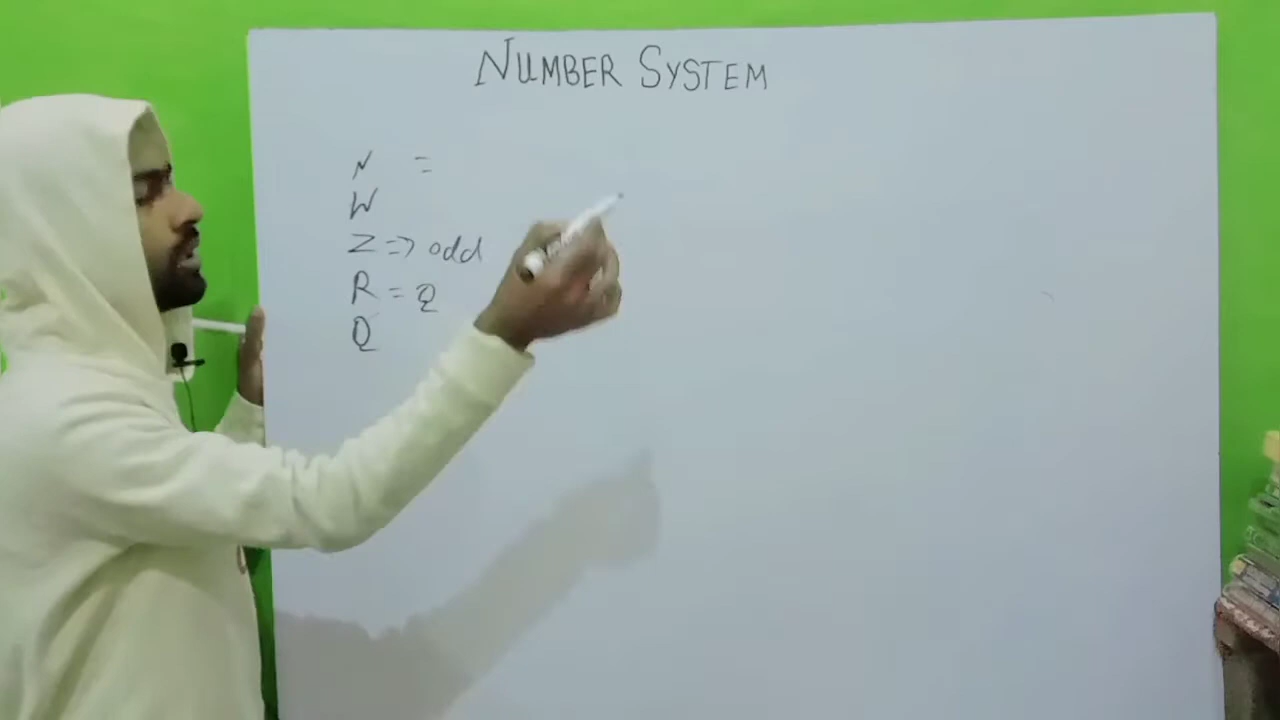 NUMBER SYSTEM
N =
W
Z => odd
R = Q
Q